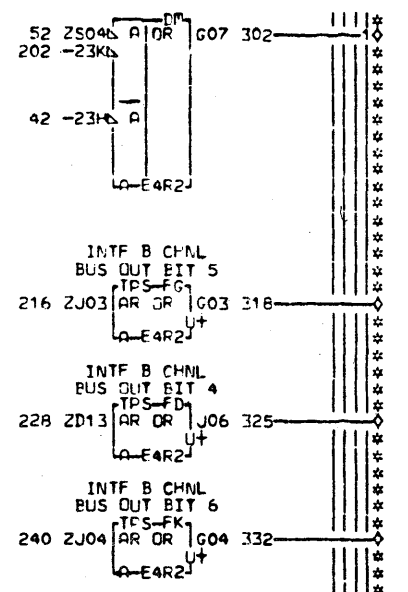 DM
52 ZS04 A OR G07 302 1
202 -23K
42 -23H A
A-E4R2
INTF B CHNL
BUS OUT BIT 5
TPS-FG
216 ZJ03 AR OR G03 318
U+
A-E4R2
INTF B CHNL
BUS OUT BIT 4
TPS-FD
228 ZD13 AR OR J06 325
U+
A-E4R2
INTF B CHNL
BUS OUT BIT 6
TPS-FK
240 ZJ04 AR OR G04 332
U+
A-E4R2